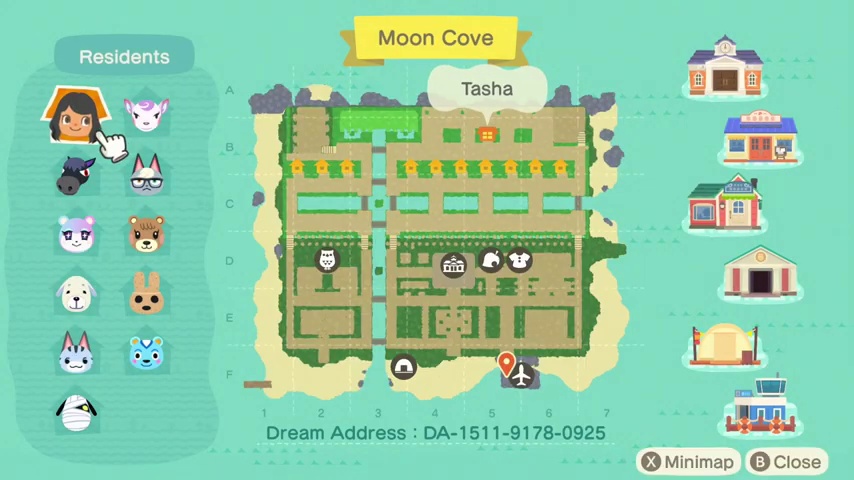 Residents
Moon Cove
Tasha
A
B
C
D
E
F
1 2 3 4 5 6 7
Dream Address : DA-1511-9178-0925
X Minimap B Close